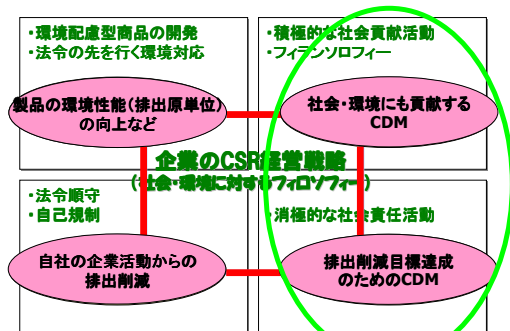 ・環境配慮型商品の開発
・法令の先を行く環境対応
・積極的な社会貢献活動
・フィランソロフィー
製品の環境性能(排出原単位)
の向上など
社会・環境にも貢献する
CDM
企業のCSR経営戦略
(社会・環境に対するフィロソフィー)
・法令順守
・自己規制
・消極的な社会責任活動
自社の企業活動からの
排出削減
排出削減目標達成
のためのCDM